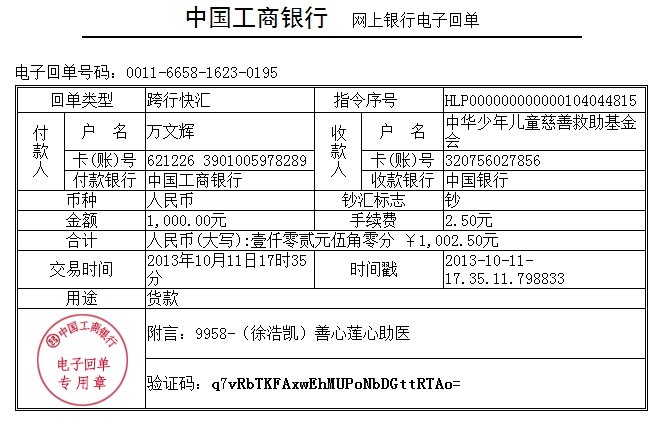 中国工商银行 网上银行电子回单
电子回单号码：0011-6658-1623-0195
回单类型 跨行快汇 指令序号 HLP000000000000104044815
付款人 户 名 万文辉 收款人 户 名 中华少年儿童慈善救助基金
会
卡(账)号 621226 3901005978289 卡(账)号 320756027856
付款银行 中国工商银行 收款银行 中国银行
币种 人民币 钞汇标志 钞
金额 1,000.00元 手续费 2.50元
合计 人民币(大写):壹仟零贰元伍角零分 ￥1,002.50元
交易时间 2013年10月11日17时35
分 时间戳 2013-10-11-
17.35.11.798833
用途 货款
中国工商银行
电子回单
专用章
附言：9958-（徐浩凯）善心莲心助医
验证码：q7vRbTKFAxwEhMUPoNbDGttRTAo=